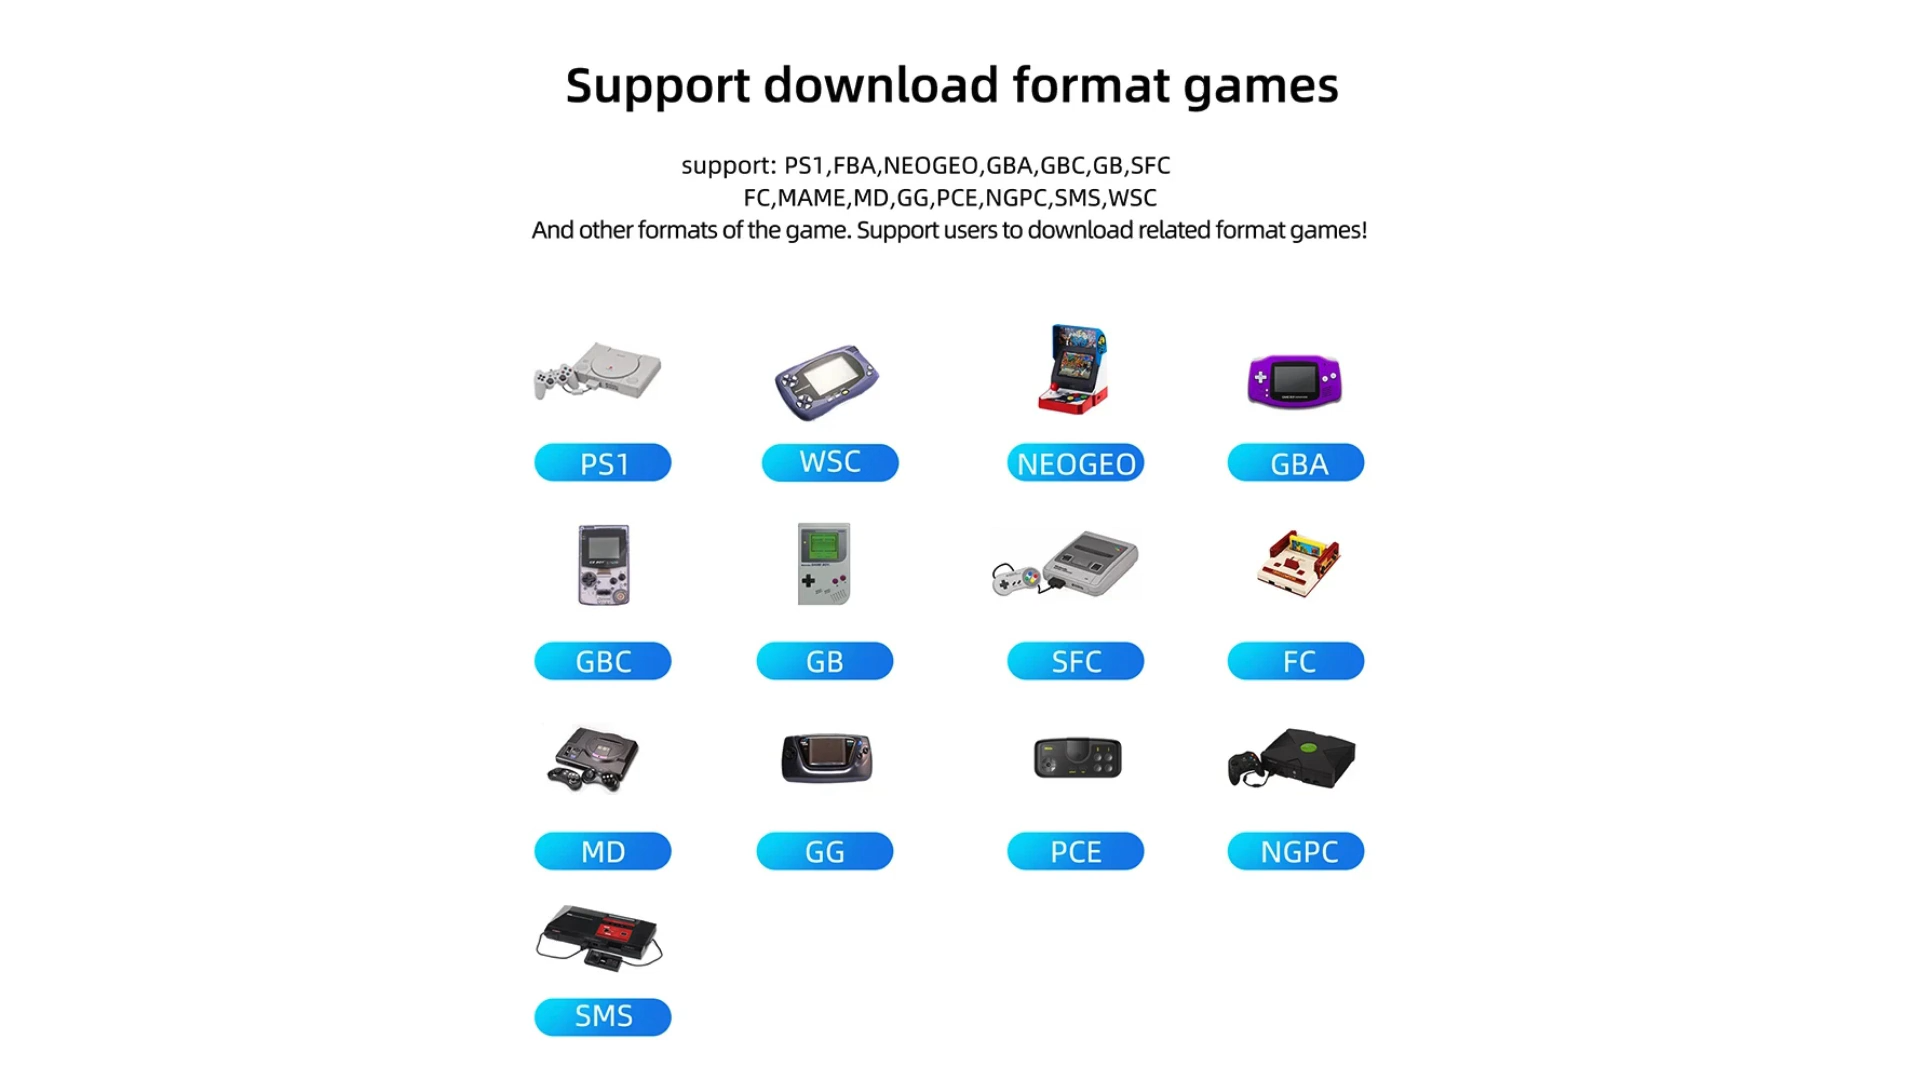 Support download format games
support: PS1,FBA,NEOGEO,GBA,GBC,GB,SFC
FC,MAME,MD,GG,PCE,NGPC,SMS,WSC
And other formats of the game. Support users to download related format games!
PS1
WSC
NEOGEO
GBA
GBC
GB
SFC
FC
MD
GG
PCE
NGPC
SMS